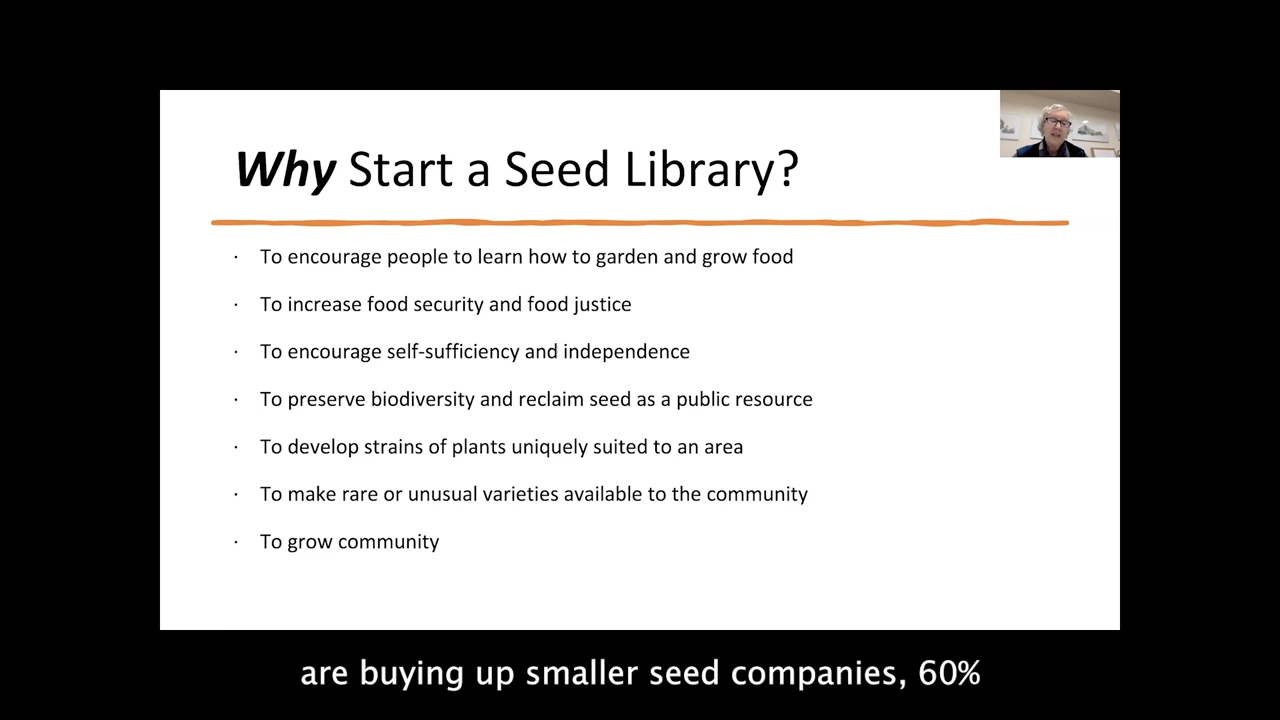 Why Start a Seed Library?
· To encourage people to learn how to garden and grow food
· To increase food security and food justice
· To encourage self-sufficiency and independence
· To preserve biodiversity and reclaim seed as a public resource
· To develop strains of plants uniquely suited to an area
· To make rare or unusual varieties available to the community
· To grow community
are buying up smaller seed companies, 60%